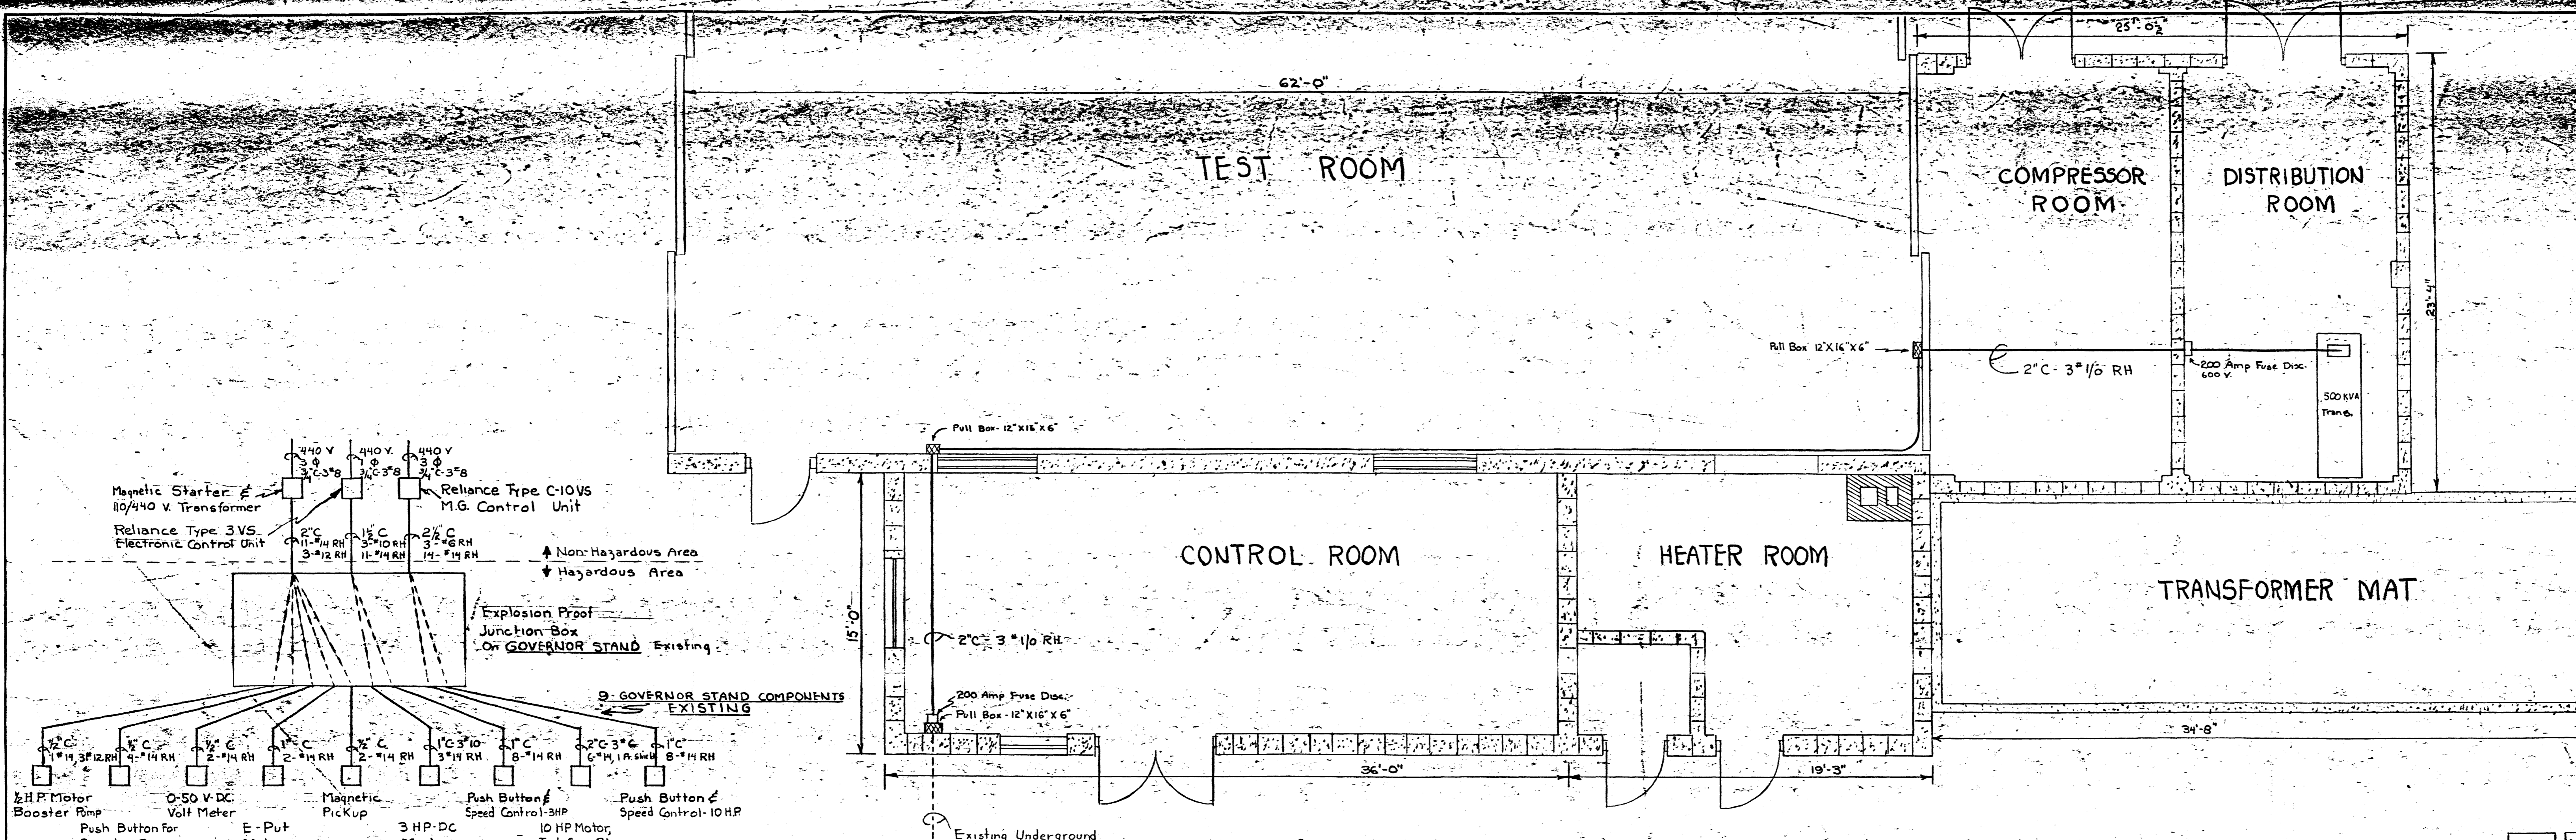 25'-0½"
62'-0"
TEST ROOM
COMPRESSOR
ROOM
DISTRIBUTION
ROOM
23'-4"
Pull Box 12"X16"X6"
2"C- 3#1/0 RH
200 Amp Fuse Disc.
600 V.
500 KVA
Trans.
Pull Box- 12"X16"X6"
440 V
3 Φ
¾"C-3#8
440 V.
1 Φ
¾"C-3#8
440 V
3 Φ
¾"C-3#8
Magnetic Starter &
110/440 V. Transformer
Reliance Type C-10VS
M.G. Control Unit
Reliance Type 3VS
Electronic Control Unit
2"C
11-#14 RH
3-#12 RH
1½" C
3-#10 RH
11-#14 RH
2½" C
3-#6 RH
14-#14 RH
Non-Hazardous Area
Hazardous Area
CONTROL ROOM
HEATER ROOM
TRANSFORMER MAT
Explosion Proof
Junction Box
On GOVERNOR STAND Existing
15'-0"
2"C- 3 #1/0 RH
9- GOVERNOR STAND COMPONENTS
EXISTING
200 Amp Fuse Disc.
Pull Box-12"X16"X6"
34'-8"
36'-0"
19'-3"
½"C
1#14, 3#12 RH
½" C
4-#14 RH
½" C
2-#14 RH
1" C
2-#14 RH
½" C
2-#14 RH
1"C-3#10
3#14 RH
1"C
8-#14 RH
2"C-3#6
6-#14, 1 A.
1"C
8-#14 RH
½ H.P. Motor
Booster Pump
0-50 V-DC.
Volt Meter
Magnetic
PickUp
Push Button &
Speed Control-3HP
Push Button &
Speed Control-10 H.P.
Push Button For
E-Put
3 HP-DC
10 HP Motor,
Existing Underground